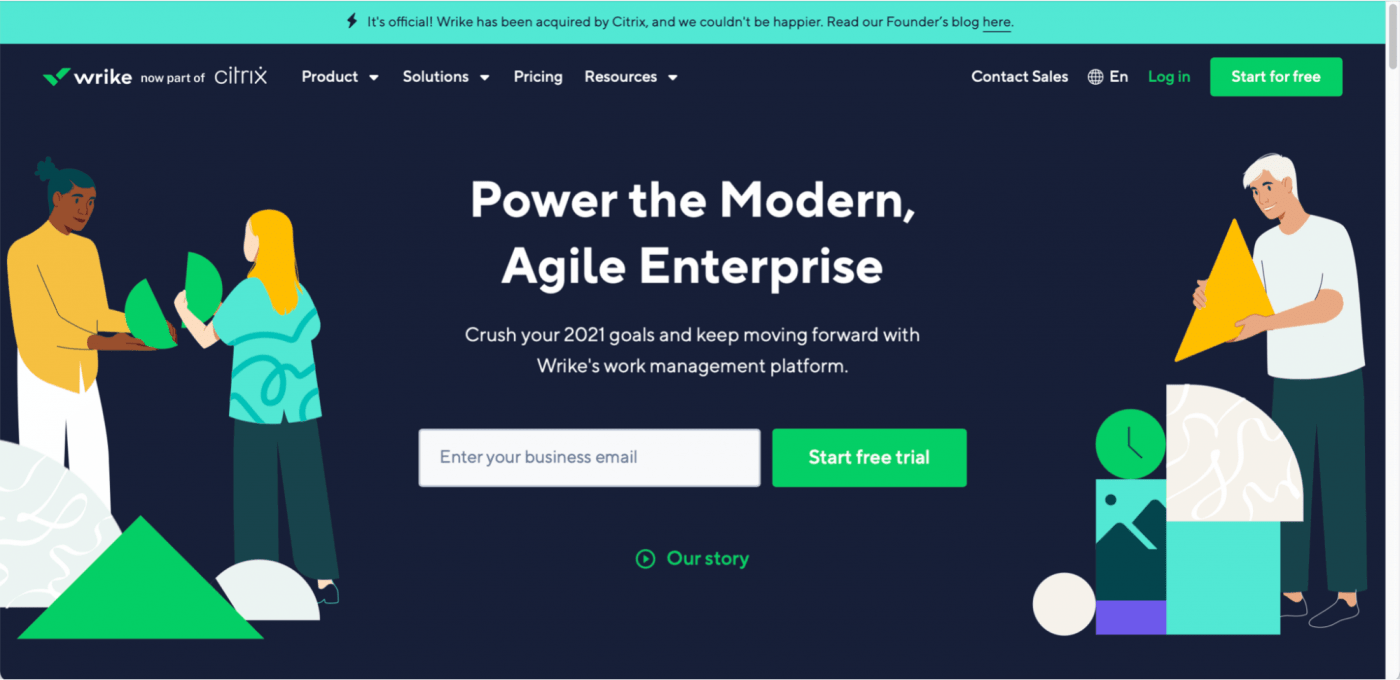 It's official! Wrike has been acquired by Citrix, and we couldn't be happier. Read our Founder’s blog here.
wrike now part of citrix Product Solutions Pricing Resources Contact Sales En Log in Start for free
Power the Modern,
Agile Enterprise
Crush your 2021 goals and keep moving forward with
Wrike's work management platform.
Enter your business email Start free trial
Our story